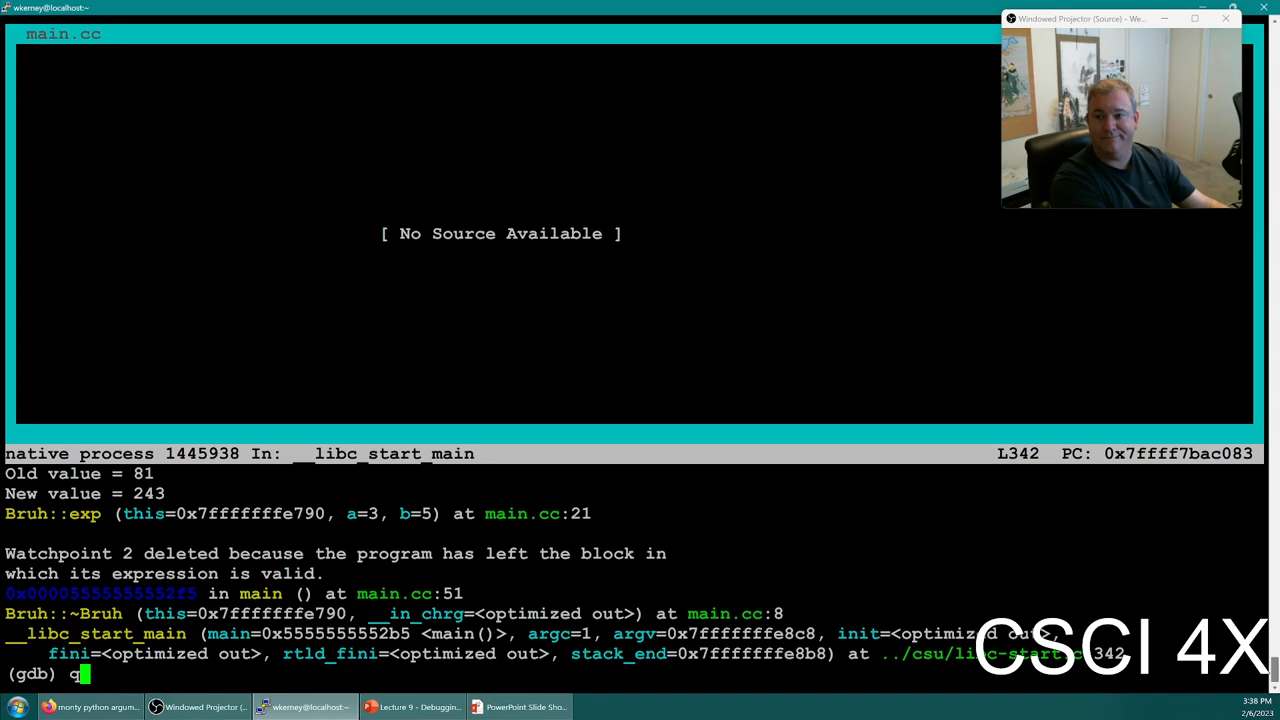 wkerney@localhost:~
Windowed Projector (Source) - We...
main.cc
[ No Source Available ]
native process 1445938 In: __libc_start_main L342 PC: 0x7ffff7bac083
Old value = 81
New value = 243
Bruh::exp (this=0x7fffffffe790, a=3, b=5) at main.cc:21
Watchpoint 2 deleted because the program has left the block in
which its expression is valid.
0x00005555555552f5 in main () at main.cc:51
Bruh::~Bruh (this=0x7fffffffe790, __in_chrg=<optimized out>) at main.cc:8
__libc_start_main (main=0x5555555552b5 <main()>, argc=1, argv=0x7fffffffe8c8, init=<optimized out>,
fini=<optimized out>, rtld_fini=<optimized out>, stack_end=0x7fffffffe8b8) at ../csu/libc-start.c:342
(gdb) q
CSCI 4X
monty python argum...
Windowed Projector (...
wkerney@localhost:~
Lecture 9 - Debuggin...
PowerPoint Slide Sho...
3:38 PM
2/6/2023